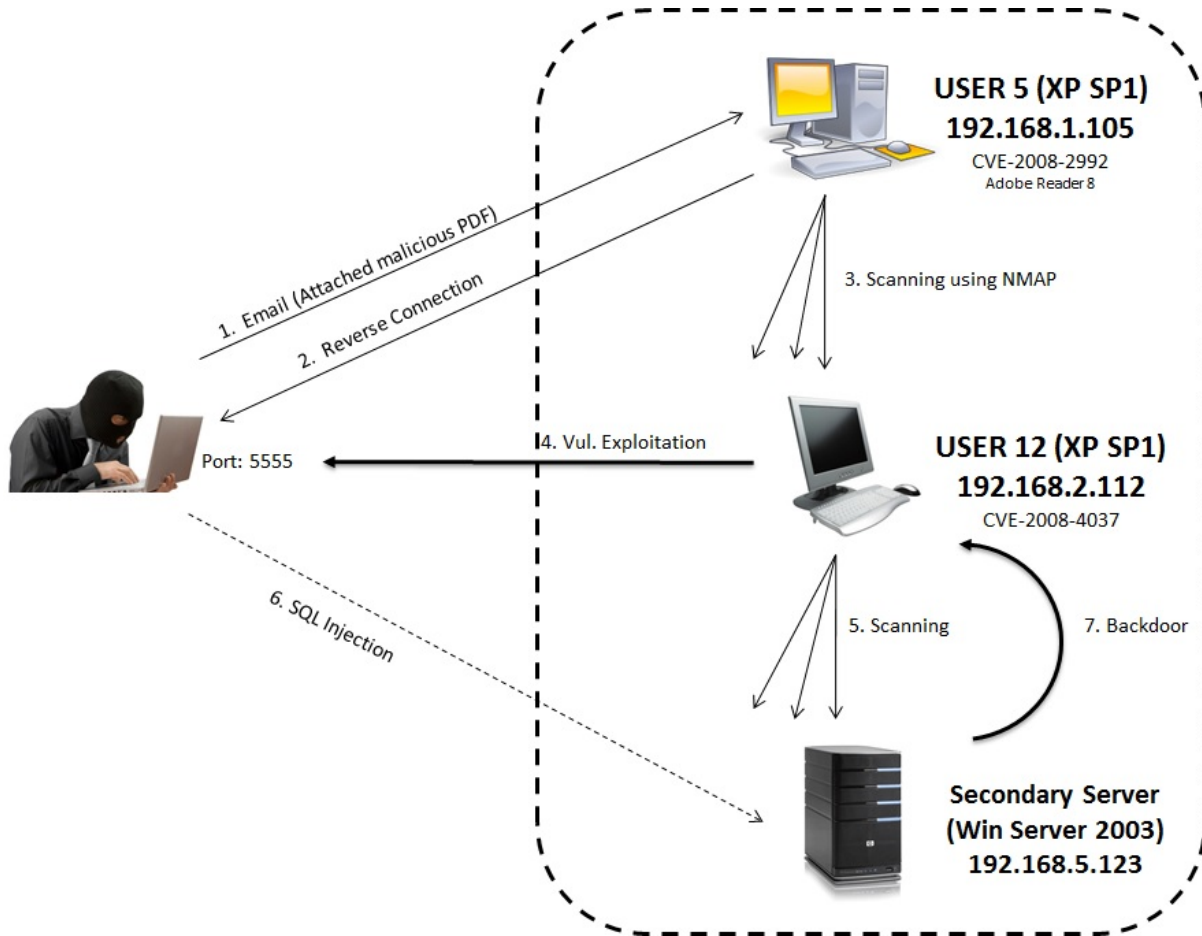 USER 5 (XP SP1)
192.168.1.105
CVE-2008-2992
Adobe Reader 8
1. Email (Attached malicious PDF)
2. Reverse Connection
3. Scanning using NMAP
4. Vul. Exploitation
Port: 5555
USER 12 (XP SP1)
192.168.2.112
CVE-2008-4037
6. SQL Injection
5. Scanning
7. Backdoor
Secondary Server
(Win Server 2003)
192.168.5.123